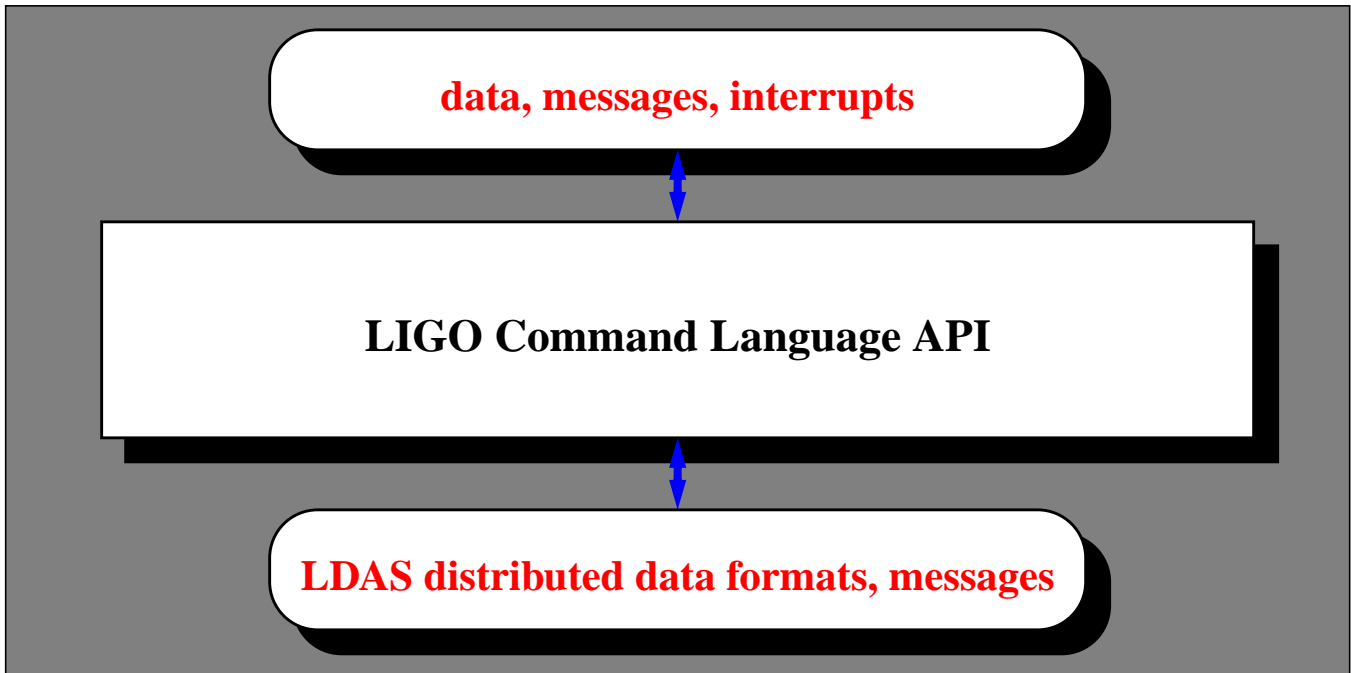 data, messages, interrupts
LIGO Command Language API
LDAS distributed data formats, messages